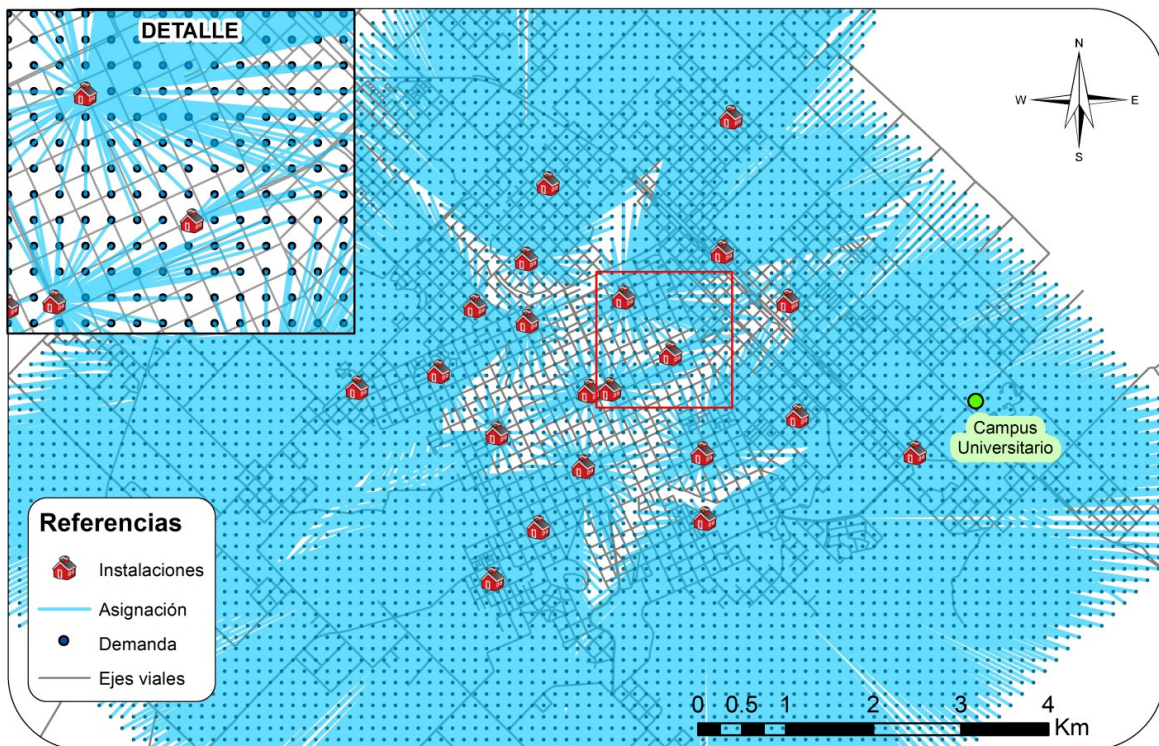 DETALLE
N
W
E
S
Campus
Universitario
Referencias
Instalaciones
Asignación
Demanda
Ejes viales
0 0.5 1 2 3 4
Km